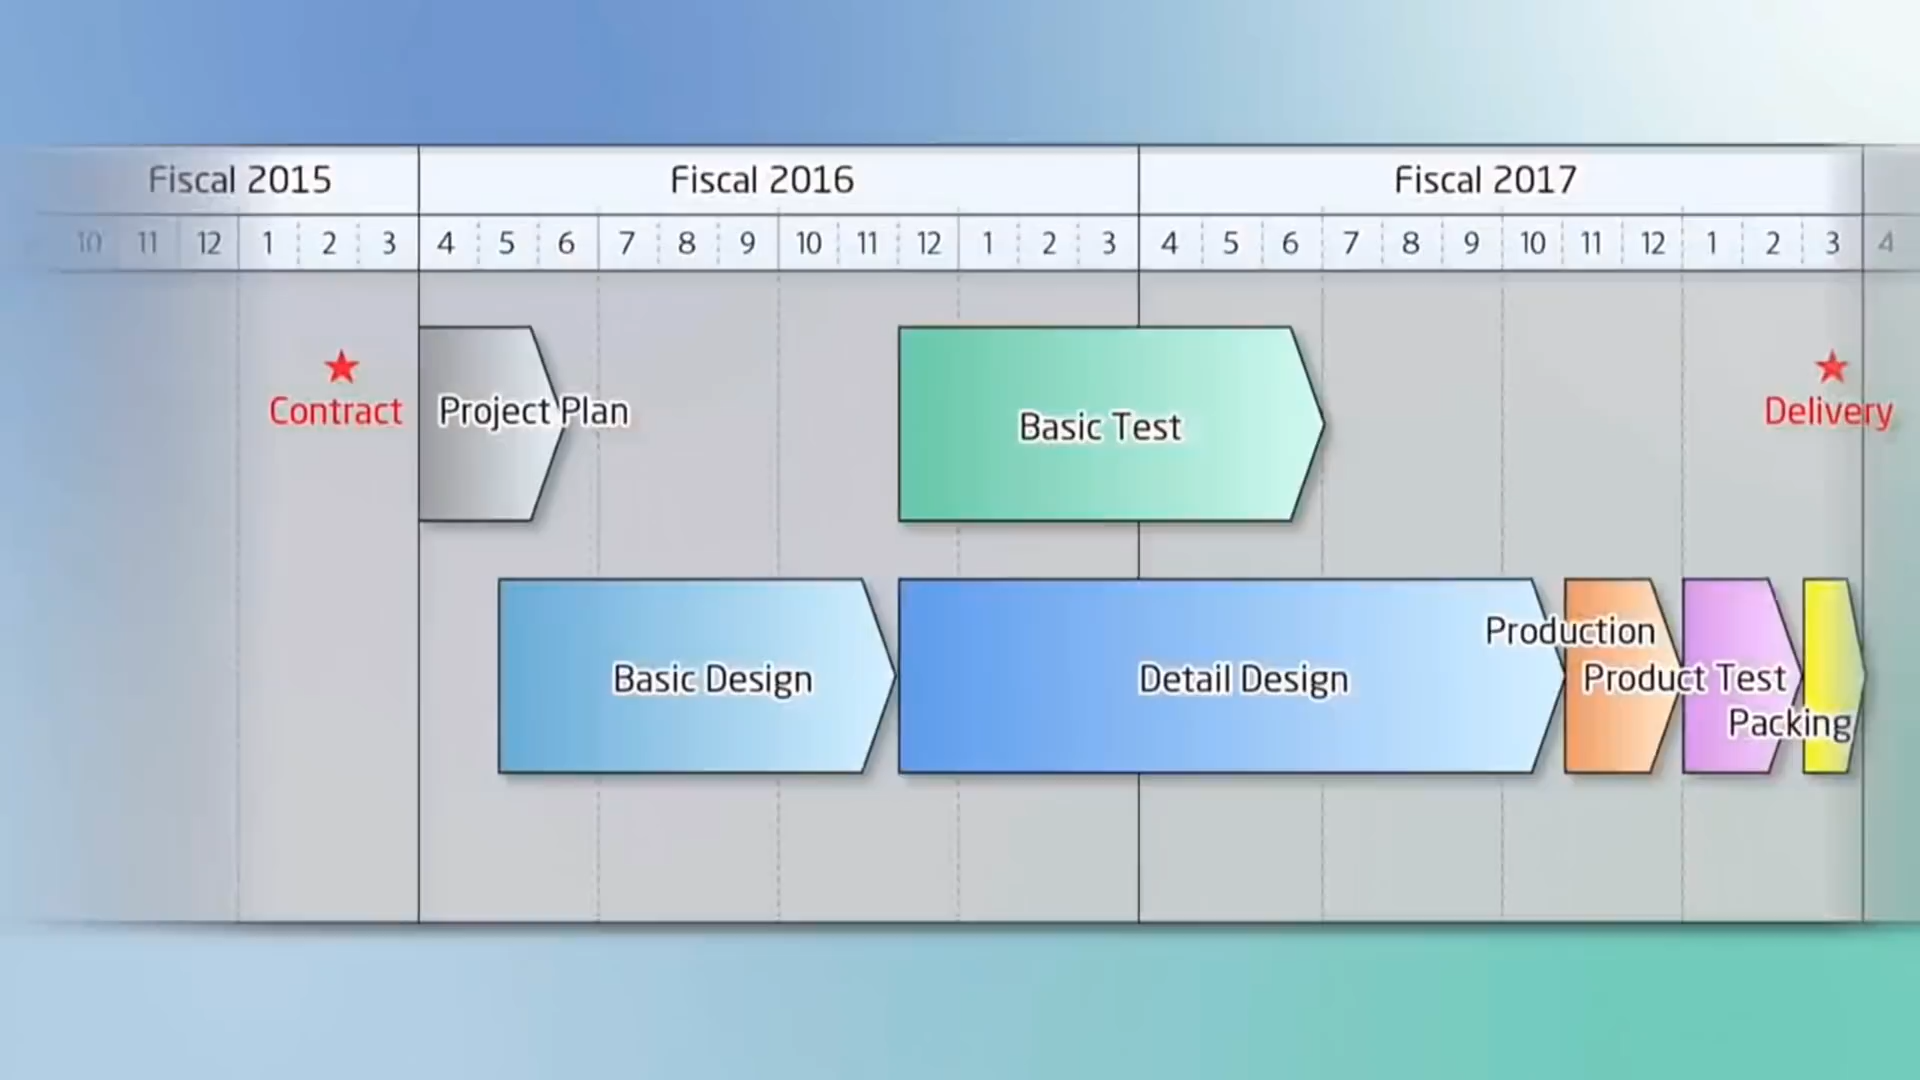 Fiscal 2015 Fiscal 2016 Fiscal 2017
10 11 12 1 2 3 4 5 6 7 8 9 10 11 12 1 2 3 4 5 6 7 8 9 10 11 12 1 2 3 4
Contract Project Plan Basic Test Delivery
Production
Basic Design Detail Design Product Test
Packing